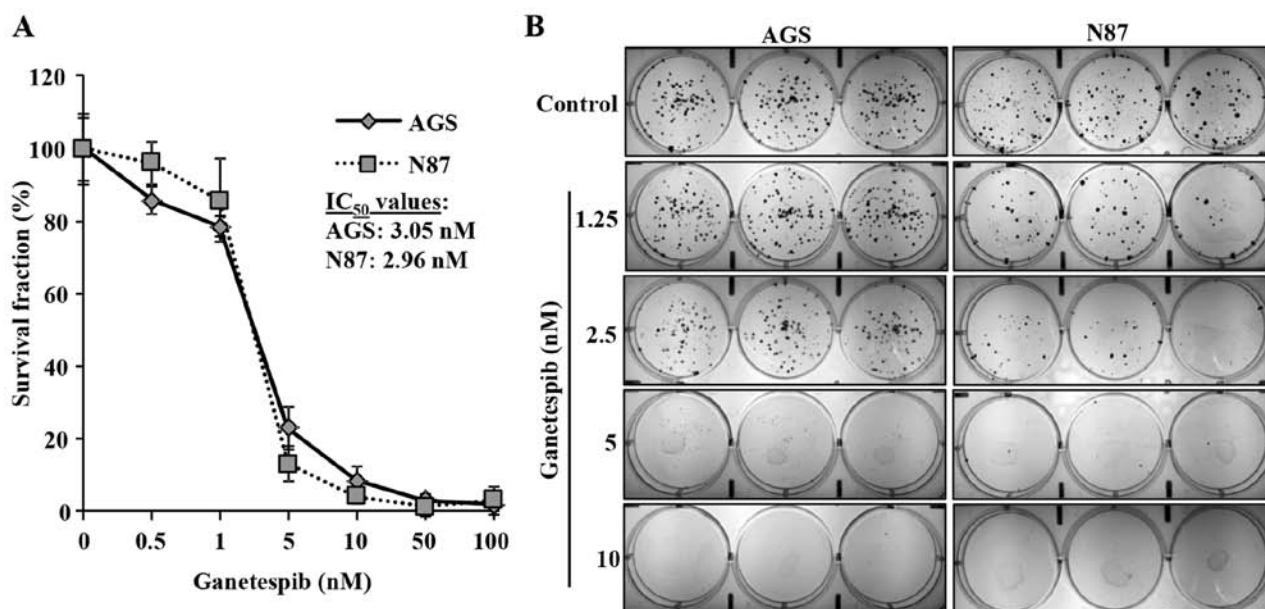 A
120
100
80
60
40
20
0
Survival fraction (%)
0 0.5 1 5 10 50 100
Ganetespib (nM)
AGS
N87
IC50 values:
AGS: 3.05 nM
N87: 2.96 nM
B
AGS N87
Control
1.25
2.5
5
10
Ganetespib (nM)